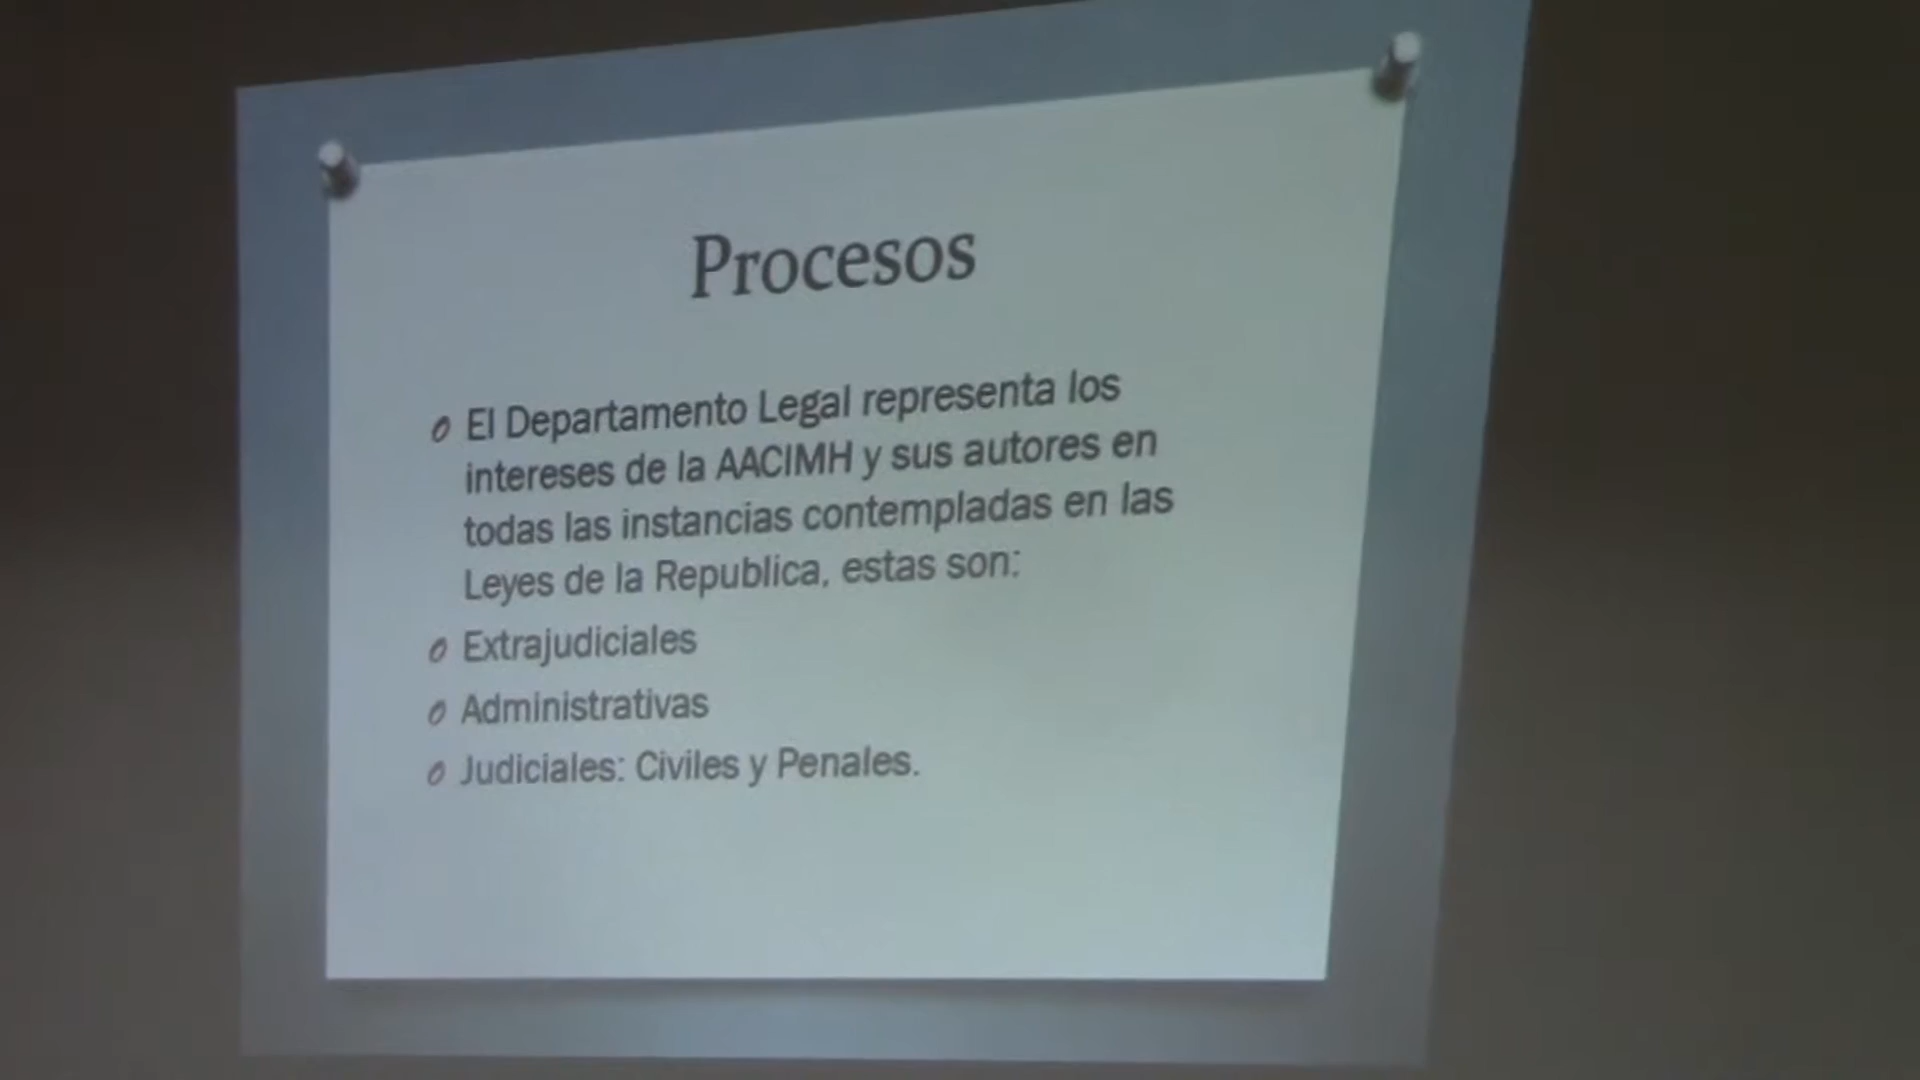 Procesos
El Departamento Legal representa los
intereses de la AACIMH y sus autores en
todas las instancias contempladas en las
Leyes de la Republica, estas son:
Extrajudiciales
Administrativas
Judiciales: Civiles y Penales.